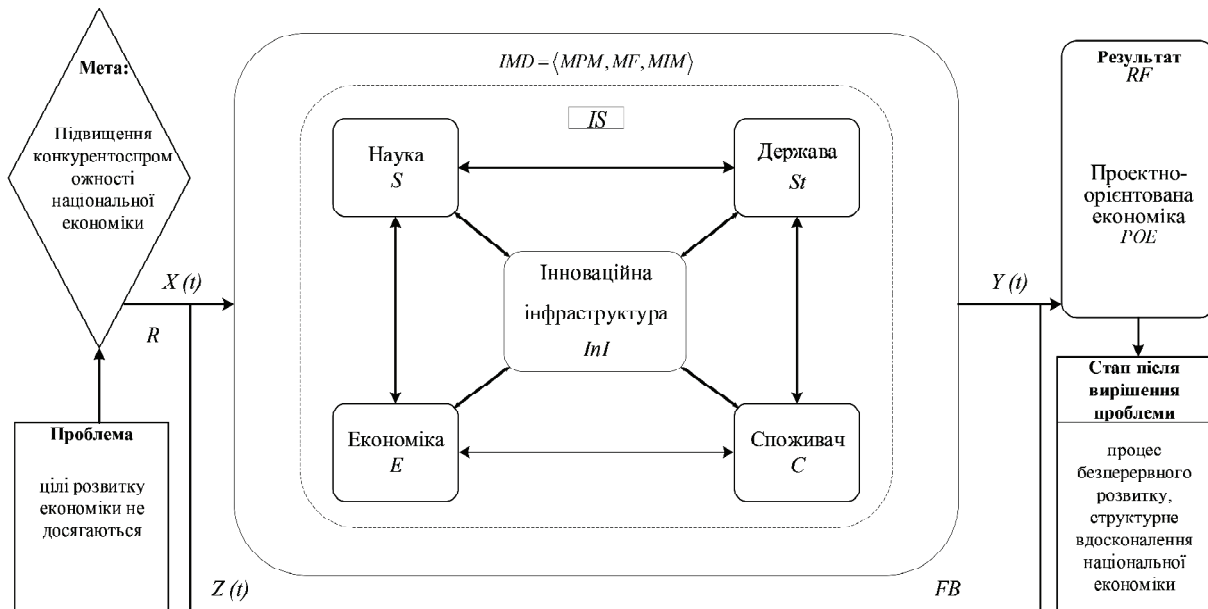 Мета:
Підвищення
конкурентоспром
ожності
національної
економіки
Проблема
цілі розвитку
економіки не
досягаються
X (t)
R
Z (t)
IMD = ⟨MPM, MF, MIM⟩
IS
Наука
S
Держава
St
Інноваційна
інфраструктура
InI
Економіка
E
Споживач
C
FB
Y (t)
Результат
RF
Проектно-
орієнтована
економіка
POE
Стап після
вирішення
проблеми
процес
безперервного
розвитку,
структурне
вдосконалення
національної
економіки